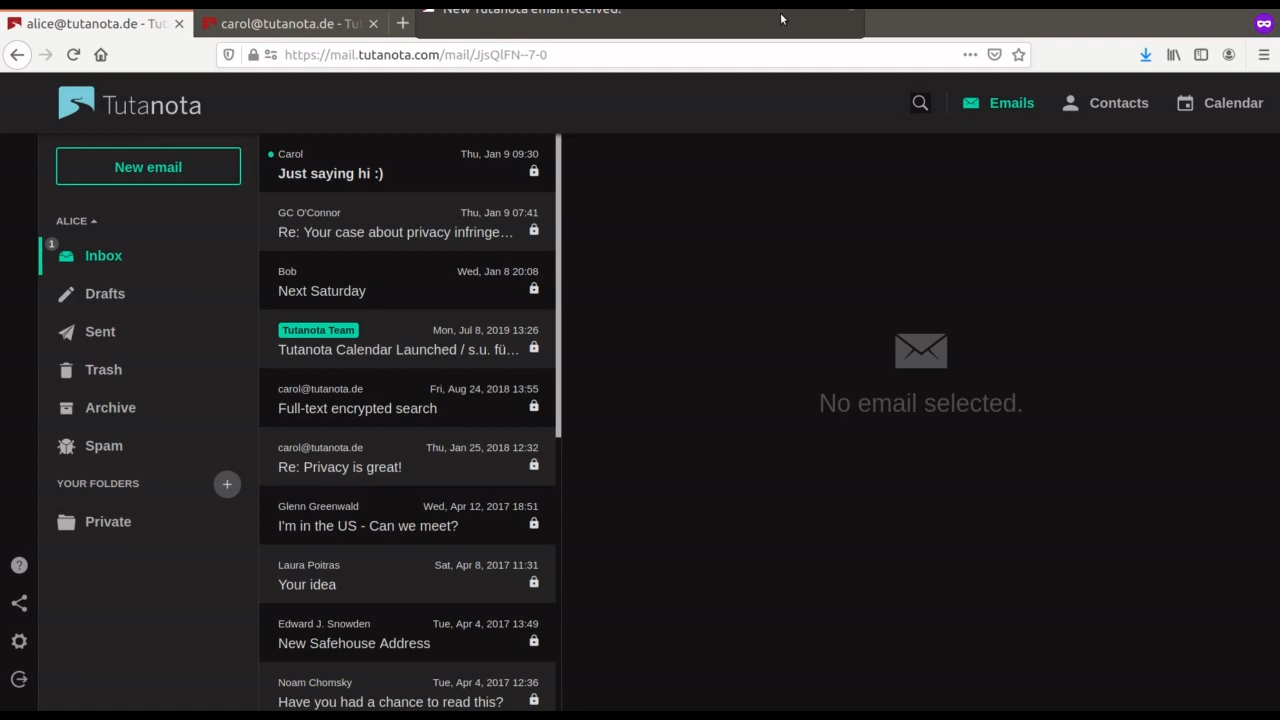 New Tutanota email received.
alice@tutanota.de - Tut
carol@tutanota.de - Tut
https://mail.tutanota.com/mail/JjsQlFN--7-0
Tutanota
Emails
Contacts
Calendar
New email
ALICE
1
Inbox
Drafts
Sent
Trash
Archive
Spam
YOUR FOLDERS
Private
Carol Thu, Jan 9 09:30
Just saying hi :)
GC O'Connor Thu, Jan 9 07:41
Re: Your case about privacy infringe…
Bob Wed, Jan 8 20:08
Next Saturday
Tutanota Team Mon, Jul 8, 2019 13:26
Tutanota Calendar Launched / s.u. fü…
carol@tutanota.de Fri, Aug 24, 2018 13:55
Full-text encrypted search
carol@tutanota.de Thu, Jan 25, 2018 12:32
Re: Privacy is great!
Glenn Greenwald Wed, Apr 12, 2017 18:51
I'm in the US - Can we meet?
Laura Poitras Sat, Apr 8, 2017 11:31
Your idea
Edward J. Snowden Tue, Apr 4, 2017 13:49
New Safehouse Address
Noam Chomsky Tue, Apr 4, 2017 12:36
Have you had a chance to read this?
No email selected.